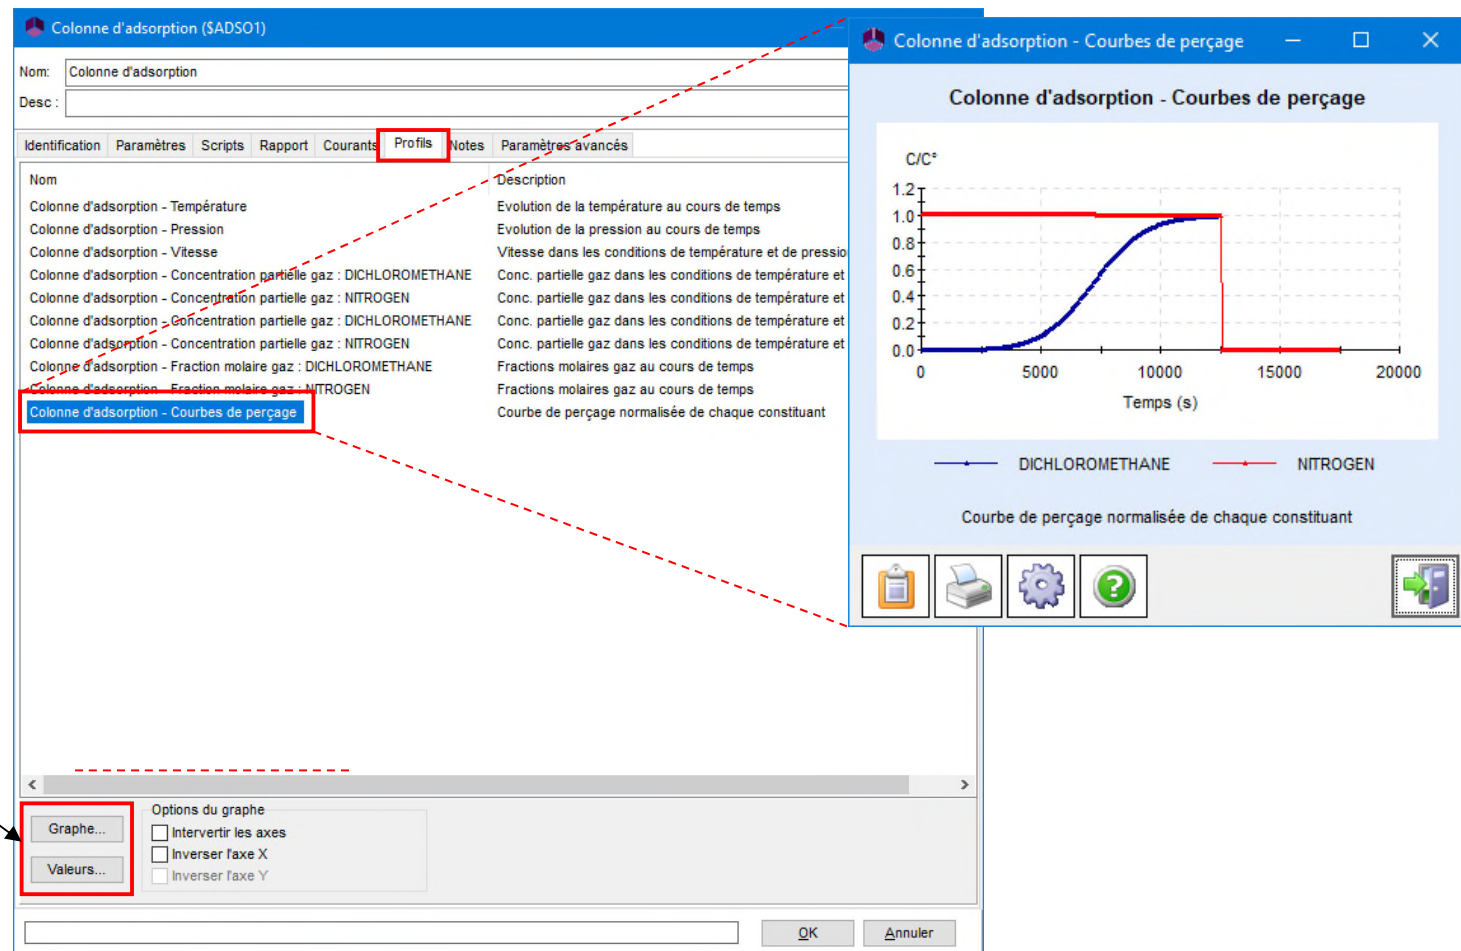 Colonne d'adsorption ($ADSO1)
Nom: Colonne d'adsorption
Desc :
Identification Paramètres Scripts Rapport Courants Profils Notes Paramètres avancés
Nom Description
Colonne d'adsorption - Température Evolution de la température au cours de temps
Colonne d'adsorption - Pression Evolution de la pression au cours de temps
Colonne d'adsorption - Vitesse Vitesse dans les conditions de température et de pressio
Colonne d'adsorption - Concentration partielle gaz : DICHLOROMETHANE Conc. partielle gaz dans les conditions de température et
Colonne d'adsorption - Concentration partielle gaz : NITROGEN Conc. partielle gaz dans les conditions de température et
Colonne d'adsorption - Concentration partielle gaz : DICHLOROMETHANE Conc. partielle gaz dans les conditions de température et
Colonne d'adsorption - Concentration partielle gaz : NITROGEN Conc. partielle gaz dans les conditions de température et
Colonne d'adsorption - Fraction molaire gaz : DICHLOROMETHANE Fractions molaires gaz au cours de temps
Colonne d'adsorption - Fraction molaire gaz : NITROGEN Fractions molaires gaz au cours de temps
Colonne d'adsorption - Courbes de perçage Courbe de perçage normalisée de chaque constituant
Graphe...
Valeurs...
Options du graphe
Intervertir les axes
Inverser l'axe X
Inverser l'axe Y
OK Annuler
Colonne d'adsorption - Courbes de perçage
Colonne d'adsorption - Courbes de perçage
C/C°
1.2
1.0
0.8
0.6
0.4
0.2
0.0
0 5000 10000 15000 20000
Temps (s)
DICHLOROMETHANE NITROGEN
Courbe de perçage normalisée de chaque constituant